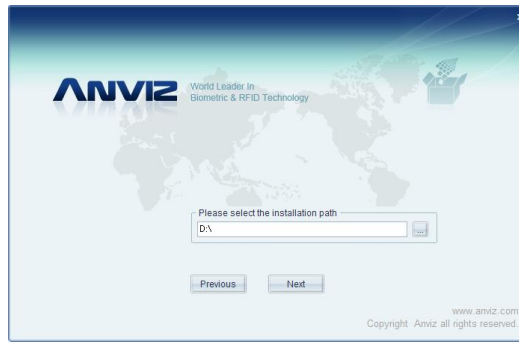 ANVIZ
World Leader In
Biometric & RFID Technology
Please select the installation path
D:\
...
Previous
Next
www.anviz.com
Copyright Anviz all rights reserved.